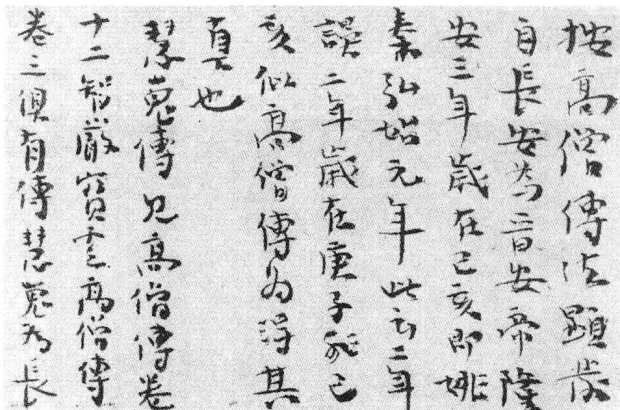 按高僧傳法顯發
自長安為晉安帝隆
安三年歲在己亥即姚
秦弘始元年此云二年
誤二年歲在庚子非己
亥似高僧傳為得其
真也
慧嵬傳見高僧傳卷
十二智嚴寶雲高僧傳
卷三俱有傳慧嵬為長